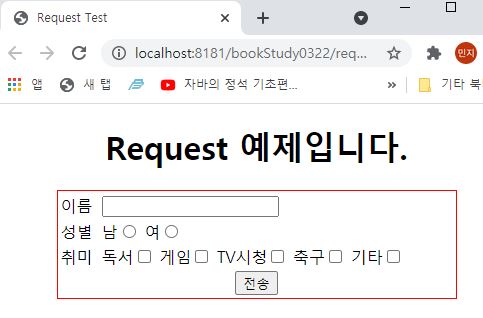 Request Test
localhost:8181/bookStudy0322/req...
민지
앱 새 탭 자바의 정석 기초편... » 기타 북
Request 예제입니다.
이름
성별 남 여
취미 독서 게임 TV시청 축구 기타
전송